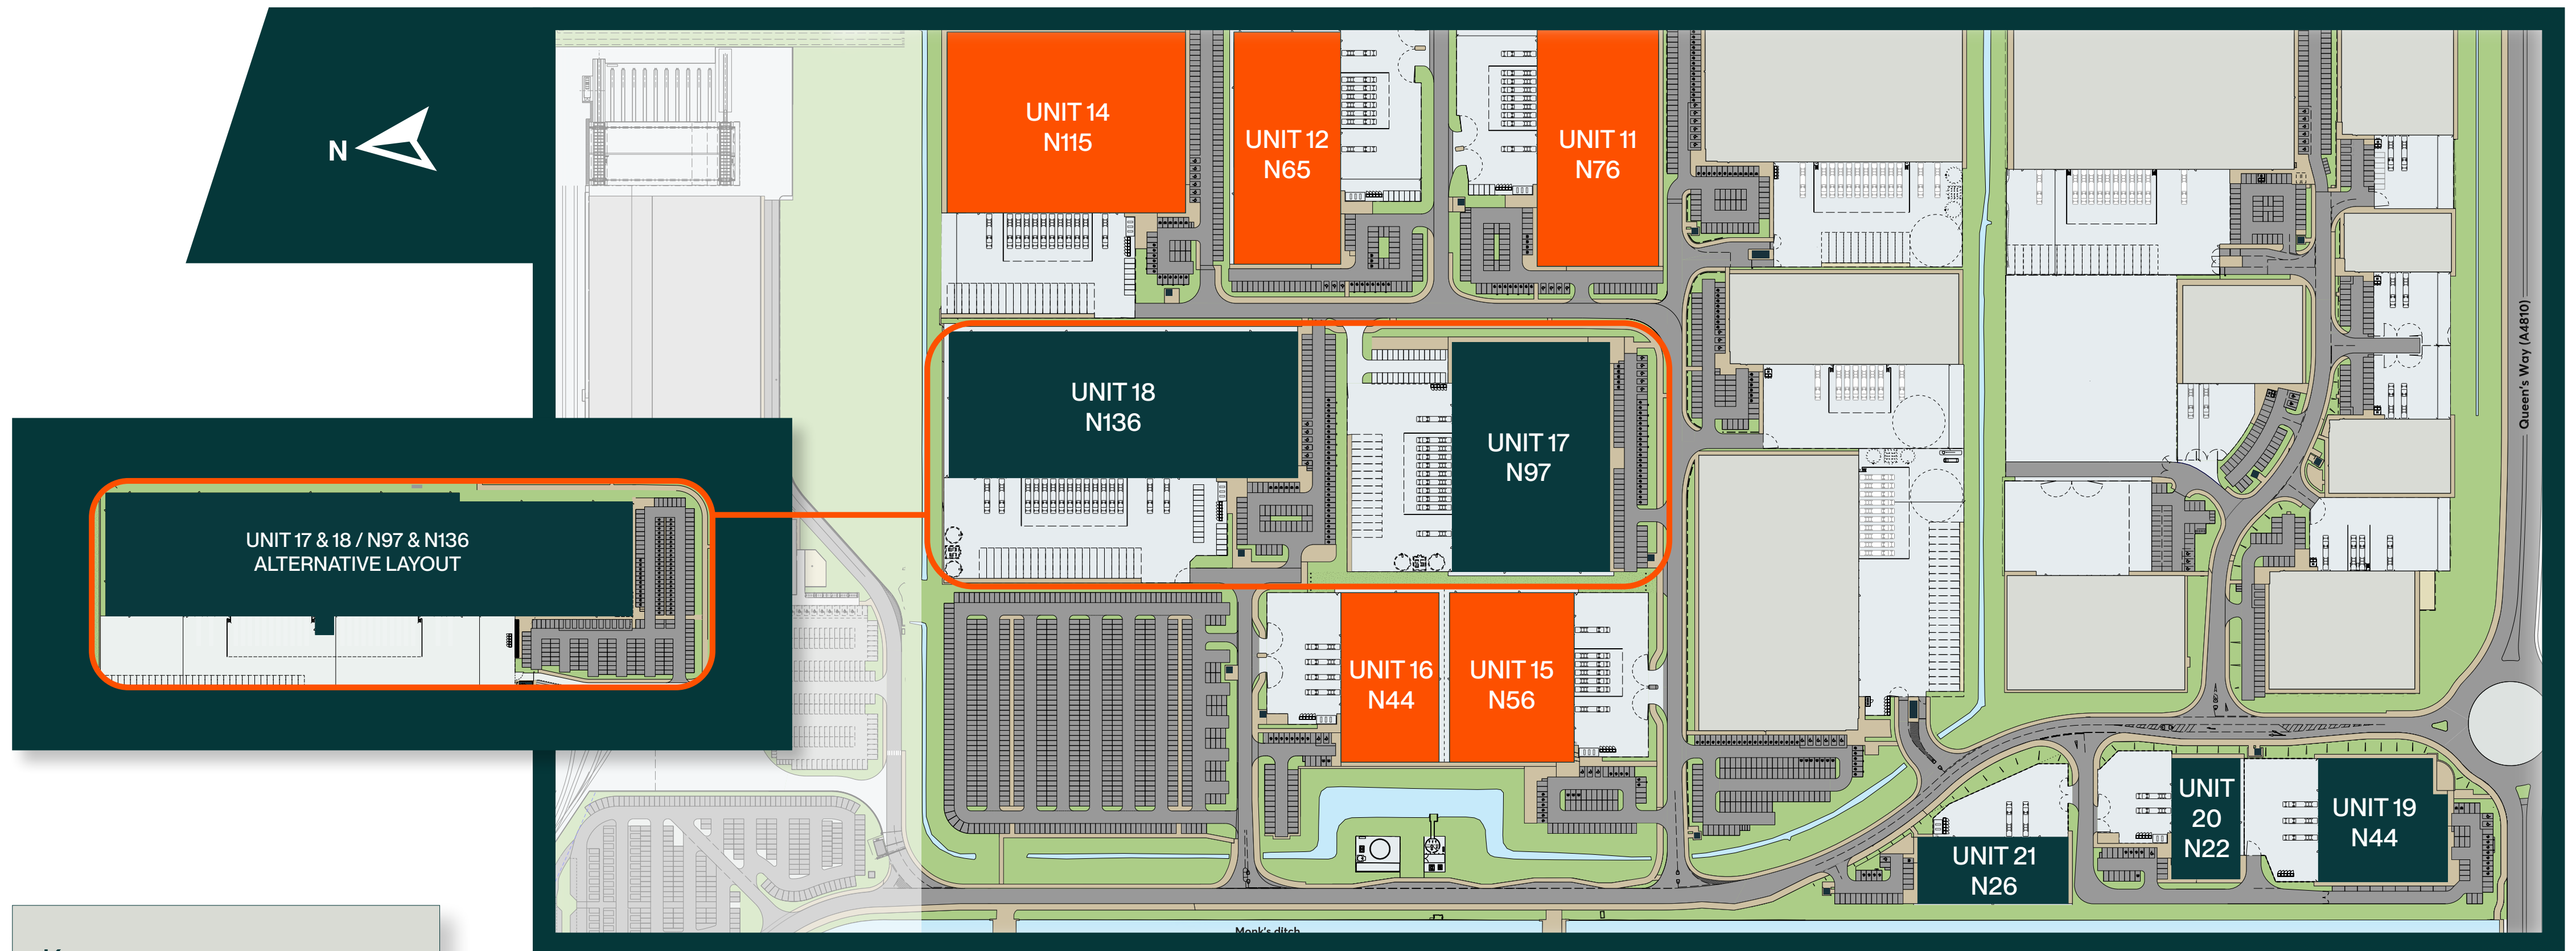 N
UNIT 14
N115
UNIT 12
N65
UNIT 11
N76
UNIT 18
N136
UNIT 17
N97
Queen's Way (A4810)
UNIT 17 & 18 / N97 & N136
ALTERNATIVE LAYOUT
UNIT 16
N44
UNIT 15
N56
UNIT
20
N22
UNIT 19
N44
UNIT 21
N26
Monk's ditch